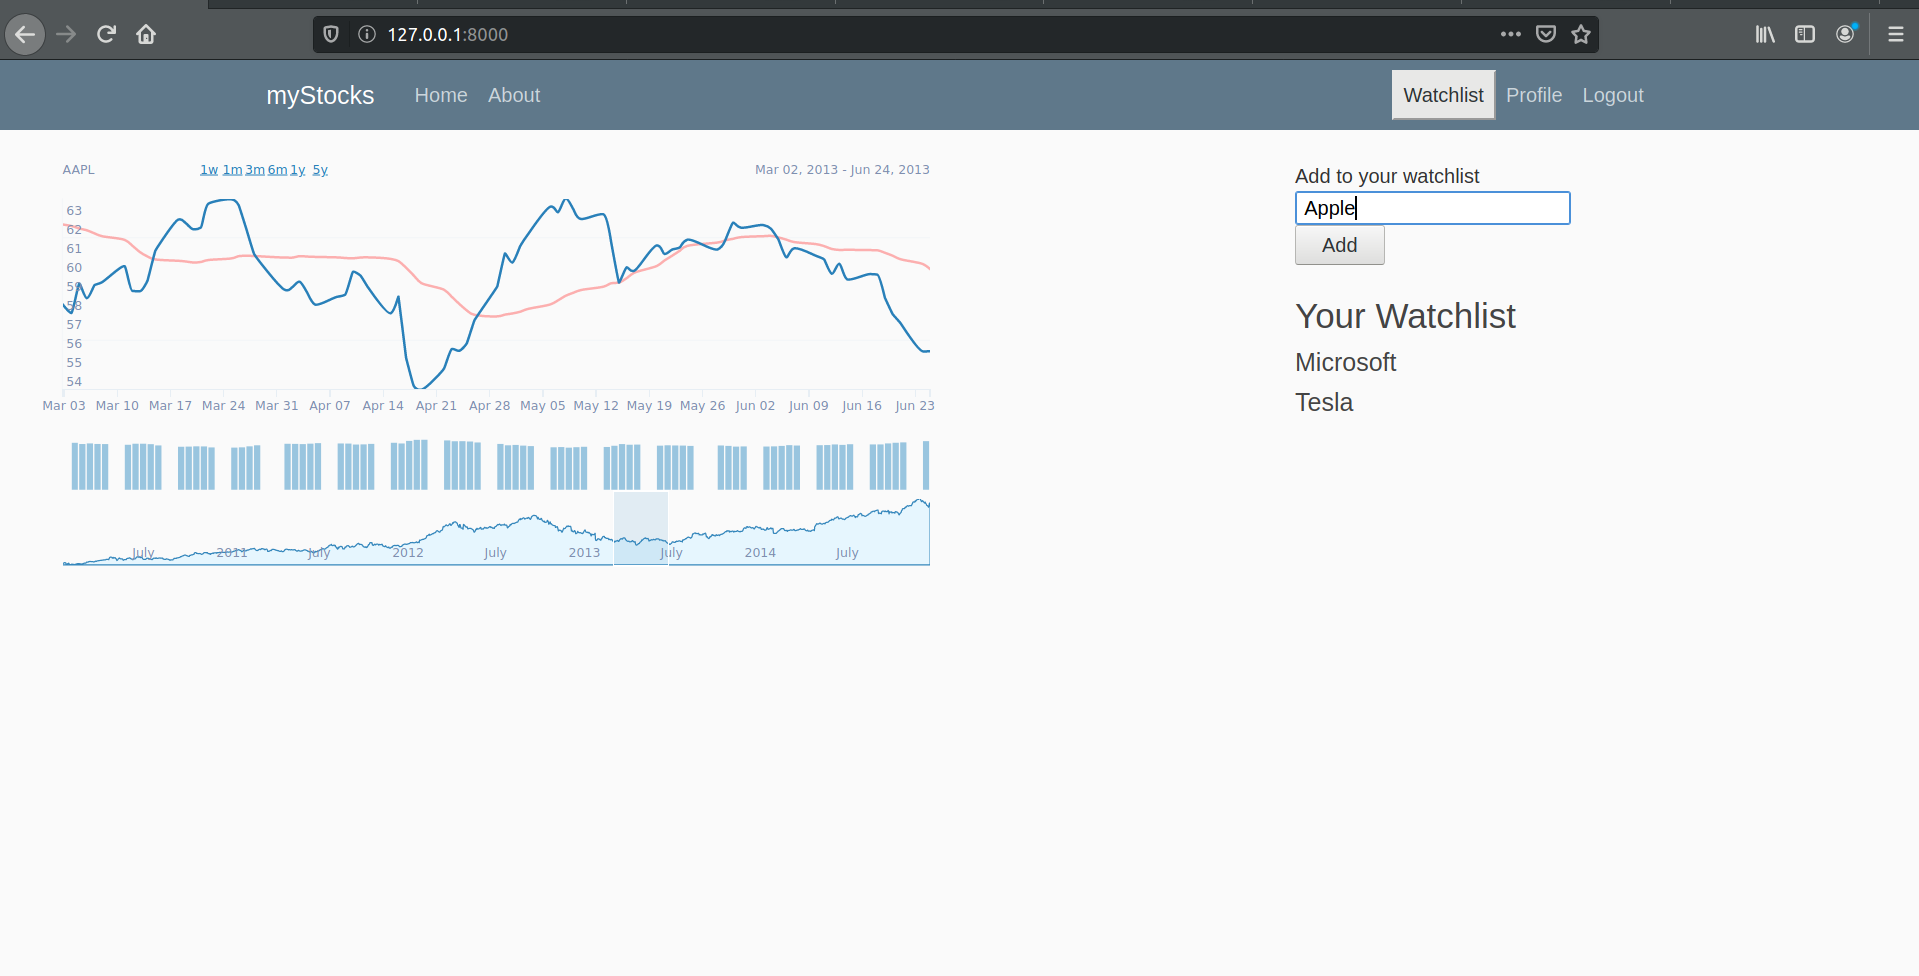 127.0.0.1:8000
myStocks Home About Watchlist Profile Logout
AAPL 1w 1m 3m 6m 1y 5y Mar 02, 2013 - Jun 24, 2013
63
62
61
60
59
58
57
56
55
54
Mar 03 Mar 10 Mar 17 Mar 24 Mar 31 Apr 07 Apr 14 Apr 21 Apr 28 May 05 May 12 May 19 May 26 Jun 02 Jun 09 Jun 16 Jun 23
July 2011 July 2012 July 2013 July 2014 July
Add to your watchlist
Apple
Add
Your Watchlist
Microsoft
Tesla